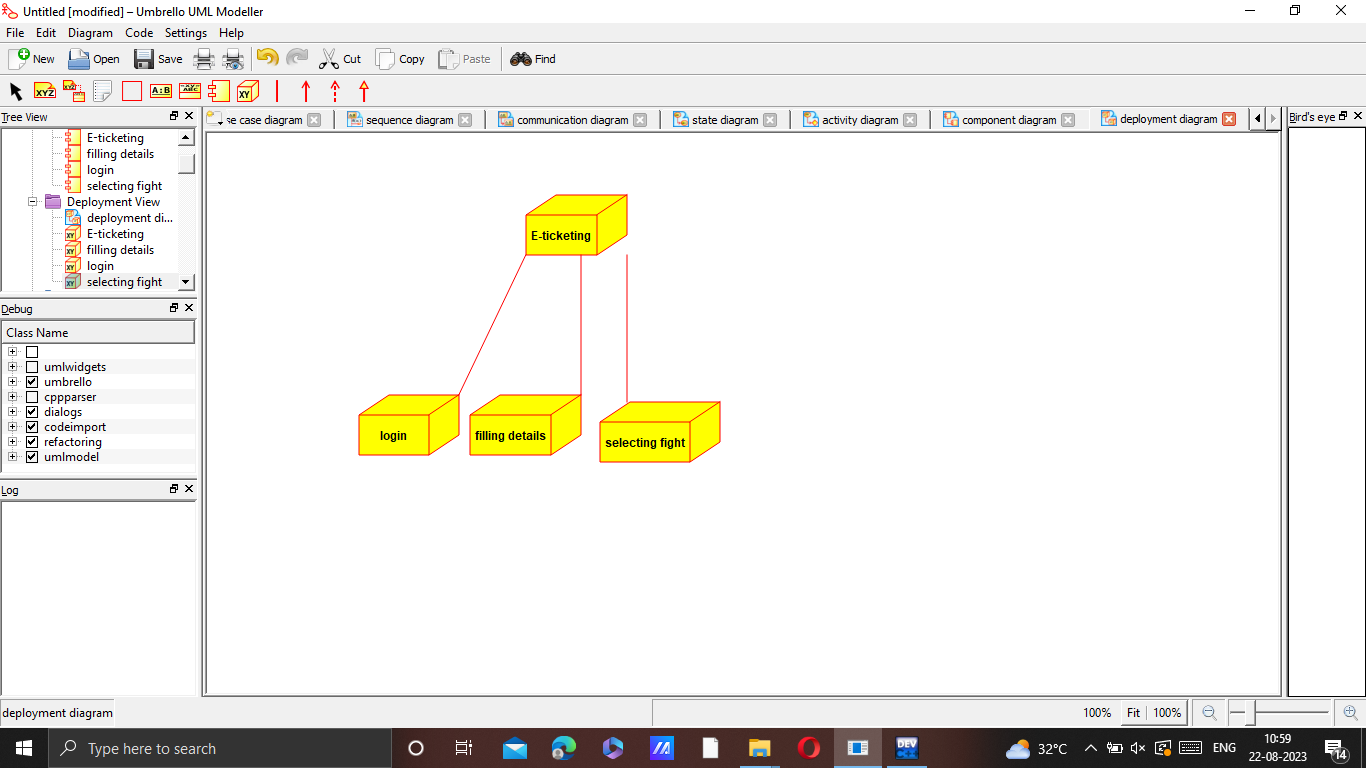 Untitled [modified] – Umbrello UML Modeller
File Edit Diagram Code Settings Help
New Open Save Cut Copy Paste Find
XYZ XYZ A:B ABC XY
Tree View
se case diagram sequence diagram communication diagram state diagram activity diagram component diagram deployment diagram
Bird's eye
E-ticketing
filling details
login
selecting fight
Deployment View
deployment di...
E-ticketing
filling details
login
selecting fight
Debug
Class Name
umlwidgets
umbrello
cppparser
dialogs
codeimport
refactoring
umlmodel
Log
E-ticketing
login
filling details
selecting fight
deployment diagram
100% Fit 100%
Type here to search
DEV
32°C
ENG
10:59
22-08-2023
14